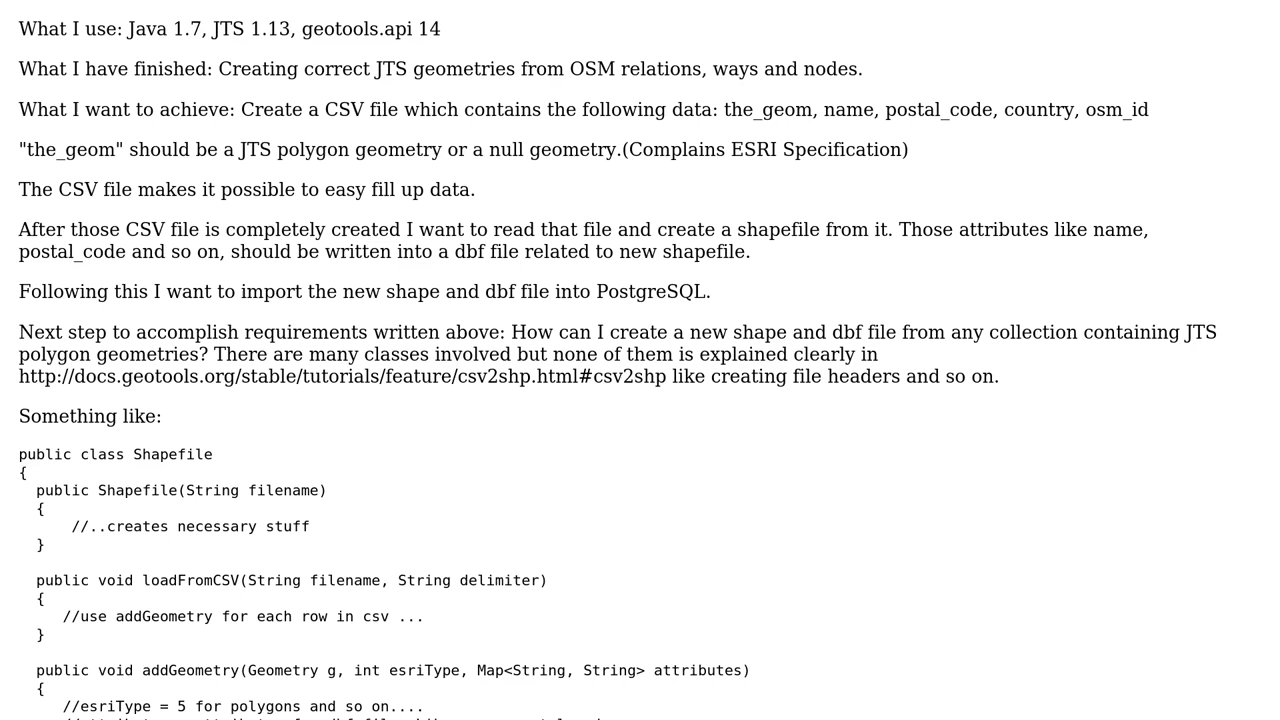 What I use: Java 1.7, JTS 1.13, geotools.api 14
What I have finished: Creating correct JTS geometries from OSM relations, ways and nodes.
What I want to achieve: Create a CSV file which contains the following data: the_geom, name, postal_code, country, osm_id
"the_geom" should be a JTS polygon geometry or a null geometry.(Complains ESRI Specification)
The CSV file makes it possible to easy fill up data.
After those CSV file is completely created I want to read that file and create a shapefile from it. Those attributes like name,
postal_code and so on, should be written into a dbf file related to new shapefile.
Following this I want to import the new shape and dbf file into PostgreSQL.
Next step to accomplish requirements written above: How can I create a new shape and dbf file from any collection containing JTS
polygon geometries? There are many classes involved but none of them is explained clearly in
http://docs.geotools.org/stable/tutorials/feature/csv2shp.html#csv2shp like creating file headers and so on.
Something like:
public class Shapefile
{
  public Shapefile(String filename)
  {
      //..creates necessary stuff
  }
  public void loadFromCSV(String filename, String delimiter)
  {
     //use addGeometry for each row in csv ...
  }
  public void addGeometry(Geometry g, int esriType, Map<String, String> attributes)
  {
     //esriType = 5 for polygons and so on....